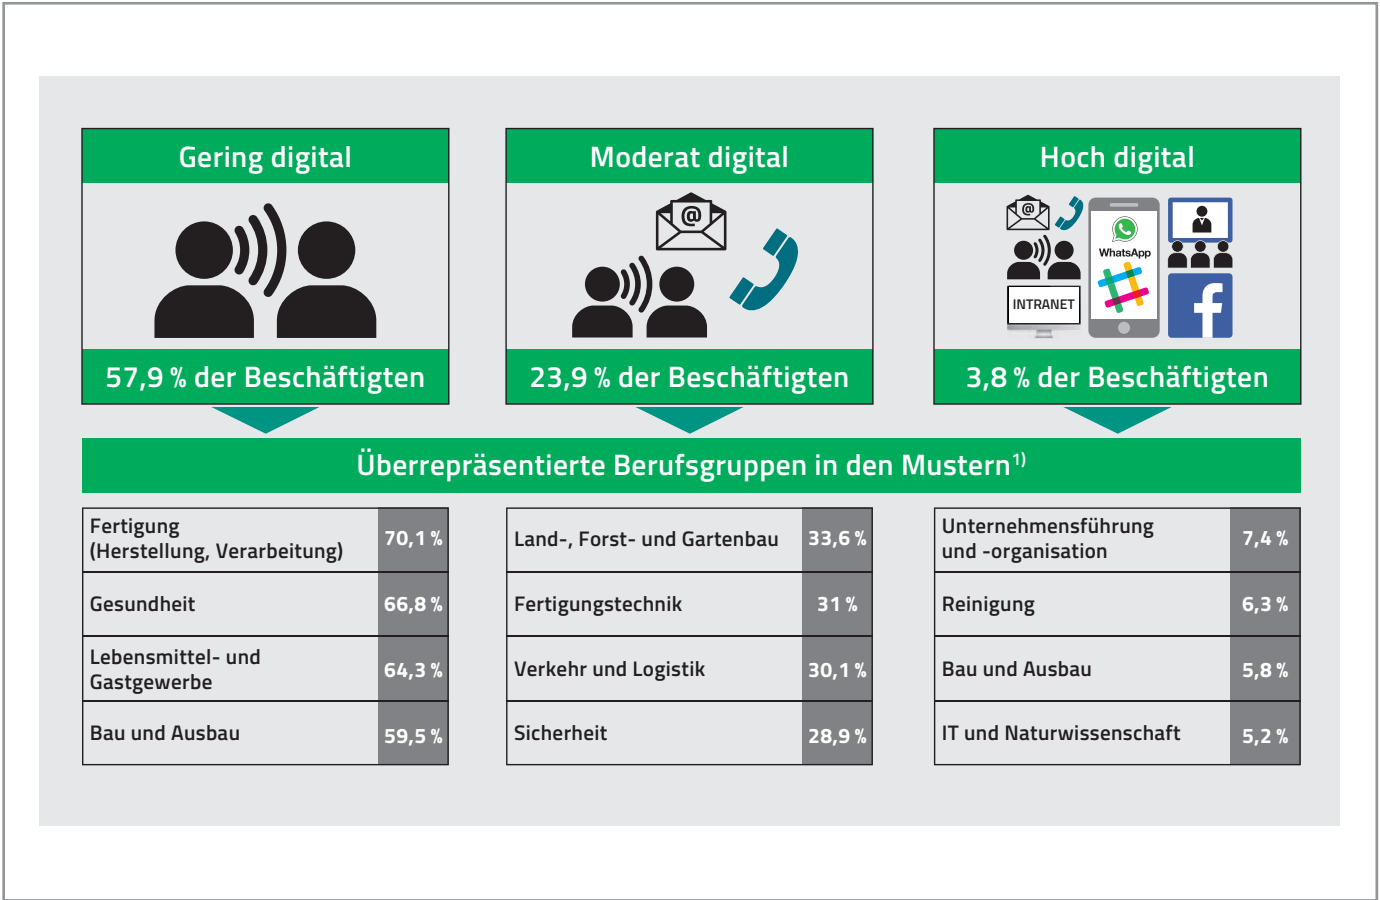 Gering digital
57,9 % der Beschäftigten
Moderat digital
@
23,9 % der Beschäftigten
Hoch digital
@
WhatsApp
INTRANET
f
3,8 % der Beschäftigten
Überrepräsentierte Berufsgruppen in den Mustern1)
Fertigung
(Herstellung, Verarbeitung)
70,1 %
Gesundheit
66,8 %
Lebensmittel- und
Gastgewerbe
64,3 %
Bau und Ausbau
59,5 %
Land-, Forst- und Gartenbau
33,6 %
Fertigungstechnik
31 %
Verkehr und Logistik
30,1 %
Sicherheit
28,9 %
Unternehmensführung
und -organisation
7,4 %
Reinigung
6,3 %
Bau und Ausbau
5,8 %
IT und Naturwissenschaft
5,2 %